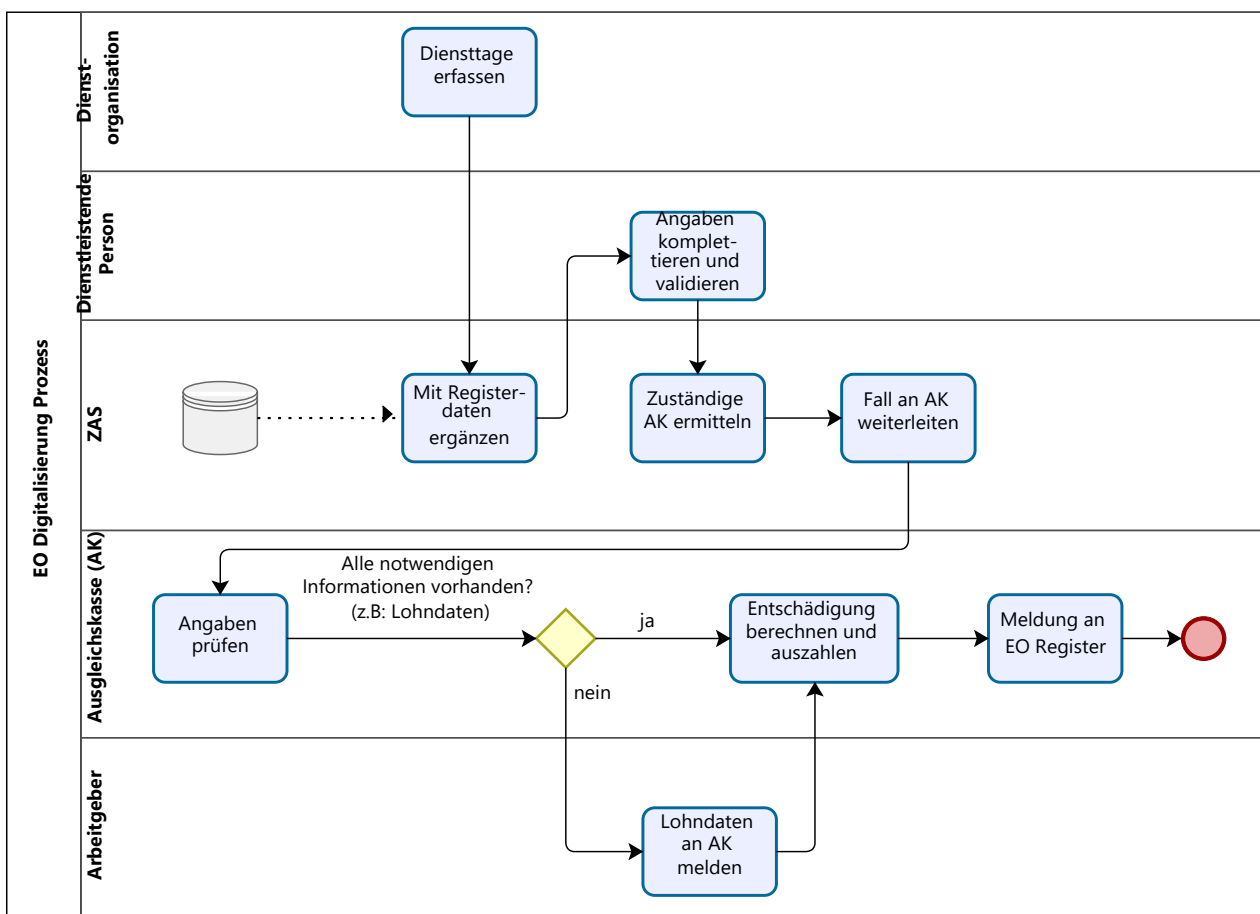 EO Digitalisierung Prozess
Dienst-
organisation
Diensttage
erfassen
Dienstleistende
Person
Angaben
komplet-
tieren und
validieren
ZAS
Mit Register-
daten
ergänzen
Zuständige
AK ermitteln
Fall an AK
weiterleiten
Ausgleichskasse (AK)
Angaben
prüfen
Alle notwendigen
Informationen vorhanden?
(z.B: Lohndaten)
ja
nein
Entschädigung
berechnen und
auszahlen
Meldung an
EO Register
Arbeitgeber
Lohndaten
an AK
melden